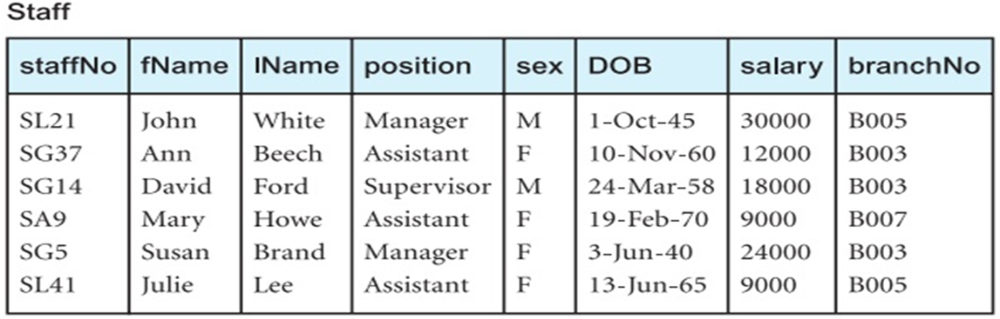 Staff
staffNo fName lName position sex DOB salary branchNo
SL21 John White Manager M 1-Oct-45 30000 B005
SG37 Ann Beech Assistant F 10-Nov-60 12000 B003
SG14 David Ford Supervisor M 24-Mar-58 18000 B003
SA9 Mary Howe Assistant F 19-Feb-70 9000 B007
SG5 Susan Brand Manager F 3-Jun-40 24000 B003
SL41 Julie Lee Assistant F 13-Jun-65 9000 B005